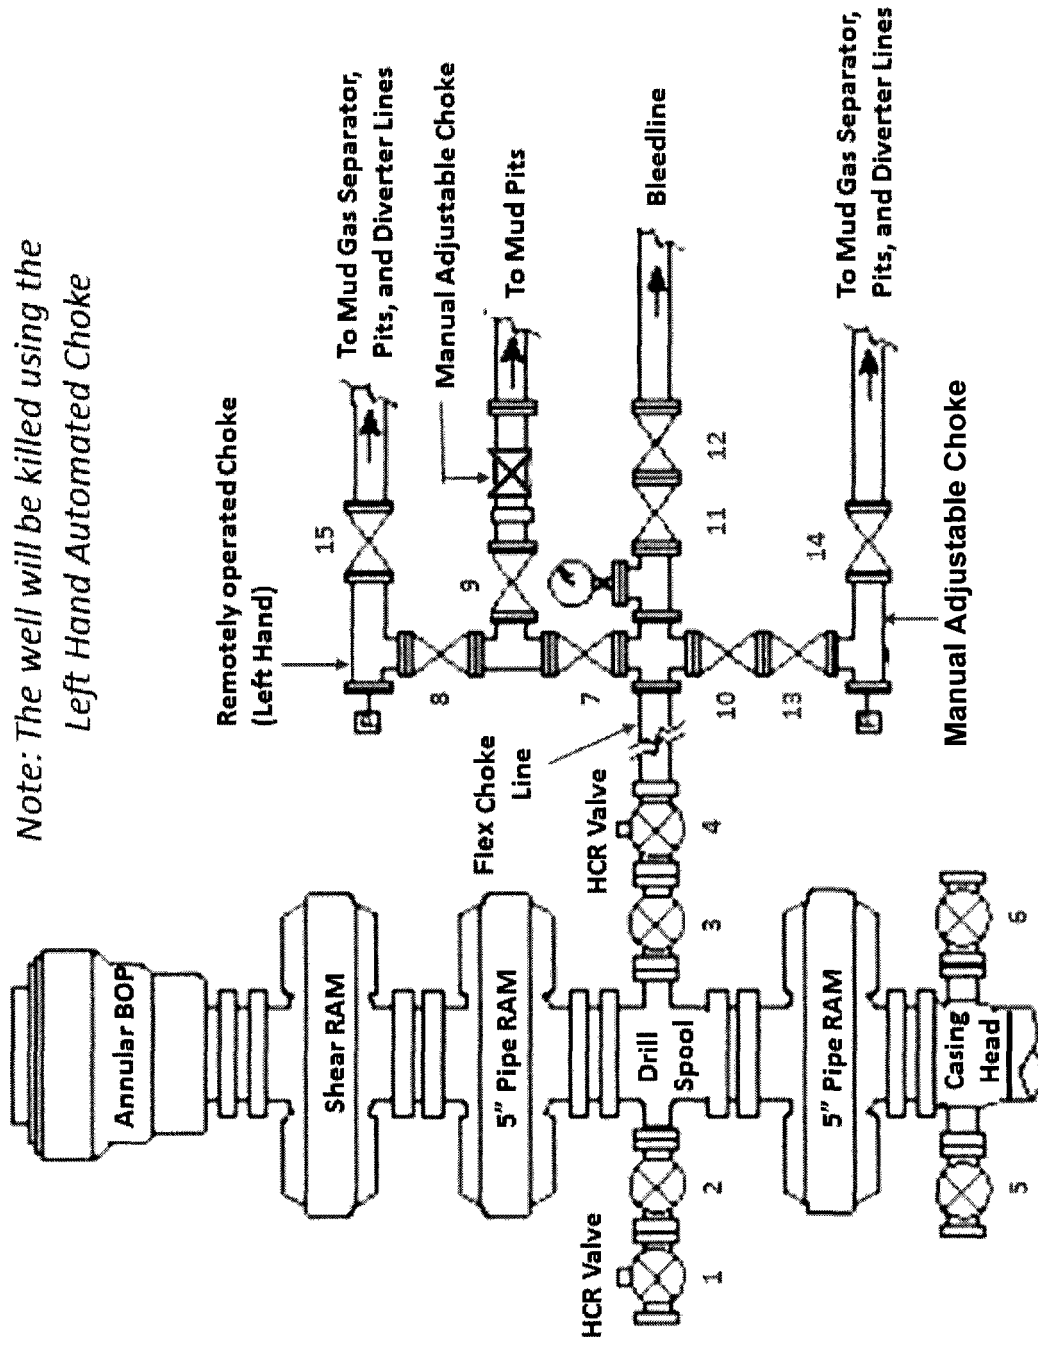 Note: The well will be killed using the
Left Hand Automated Choke
Annular BOP
Shear RAM
5" Pipe RAM
Drill
Spool
5" Pipe RAM
Casing
Head
HCR Valve
1
2
3
4
5
6
HCR Valve
Flex Choke
Line
Remotely operated Choke
(Left Hand)
15
8
9
7
10
13
11
12
14
To Mud Gas Separator,
Pits, and Diverter Lines
Manual Adjustable Choke
To Mud Pits
Bleedline
To Mud Gas Separator,
Pits, and Diverter Lines
Manual Adjustable Choke